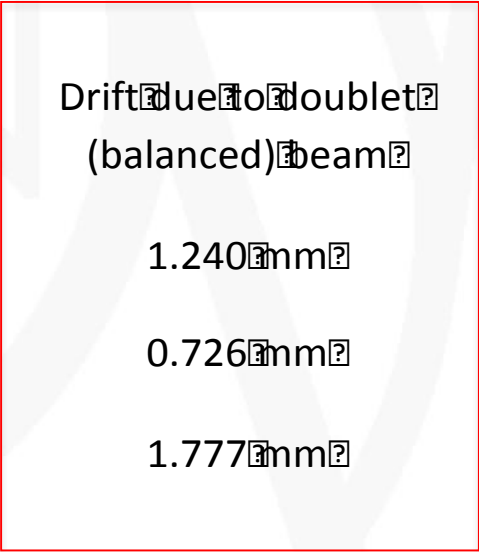 Drift due to doublet
(balanced) beam
1.240 mm
0.726 mm
1.777 mm